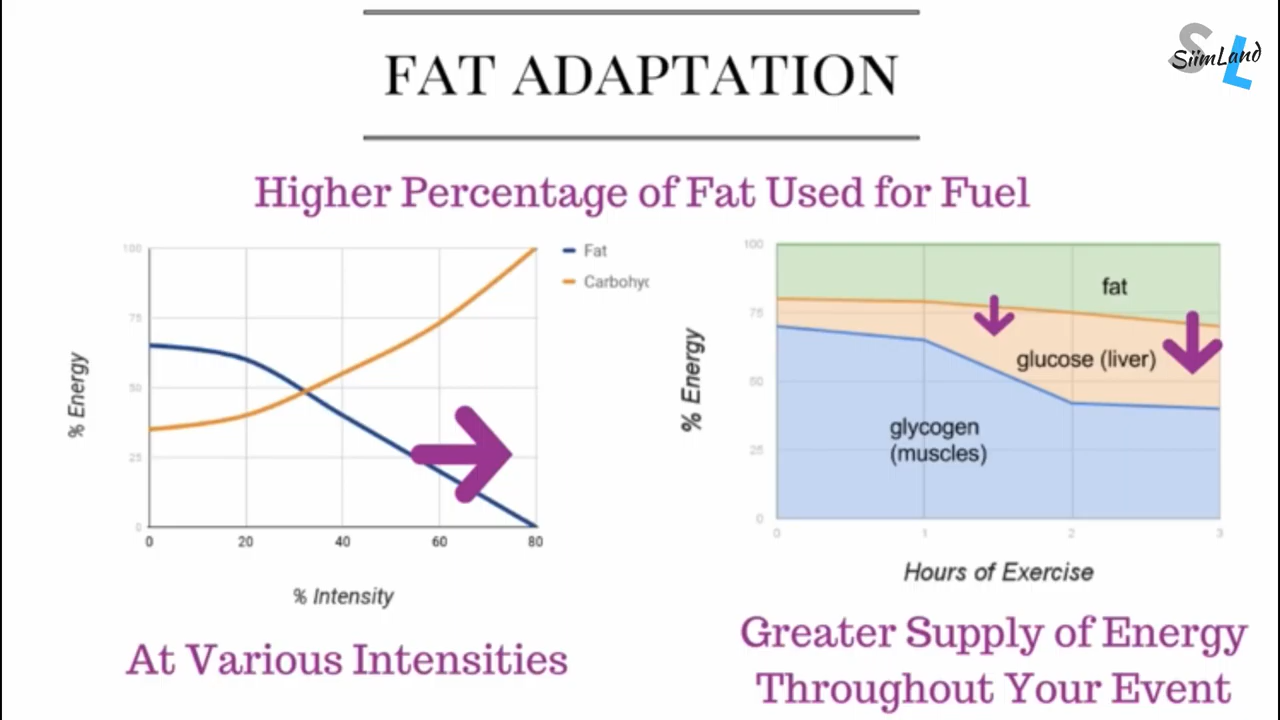 FAT ADAPTATION
S L
SiimLand
Higher Percentage of Fat Used for Fuel
100
75
50
25
0
0 20 40 60 80
% Energy
% Intensity
Fat
Carbohyc
At Various Intensities
100
75
50
25
0
0 1 2 3
% Energy
fat
glucose (liver)
glycogen
(muscles)
Hours of Exercise
Greater Supply of Energy
Throughout Your Event